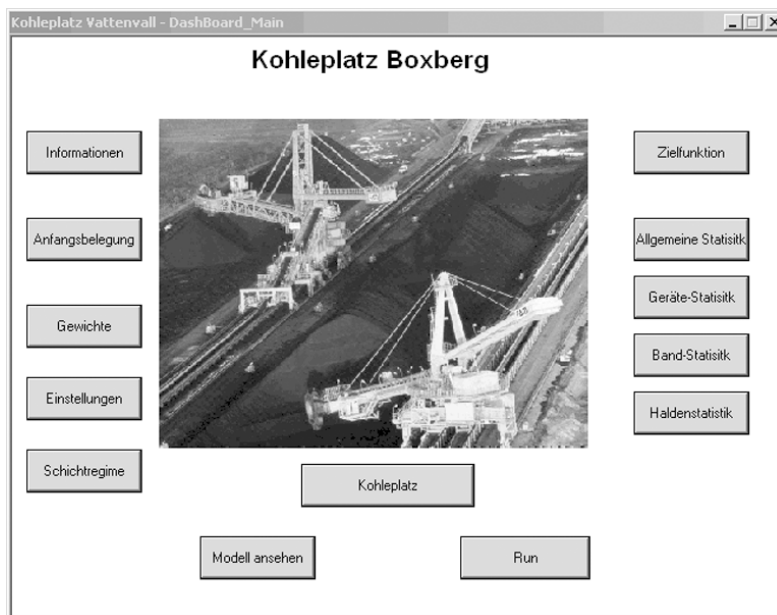 Kohleplatz Vattenvall - DashBoard_Main
Kohleplatz Boxberg
Informationen
Anfangsbelegung
Gewichte
Einstellungen
Schichtregime
Zielfunktion
Allgemeine Statisitk
Geräte-Statisitk
Band-Statisitk
Haldenstatistik
Kohleplatz
Modell ansehen
Run